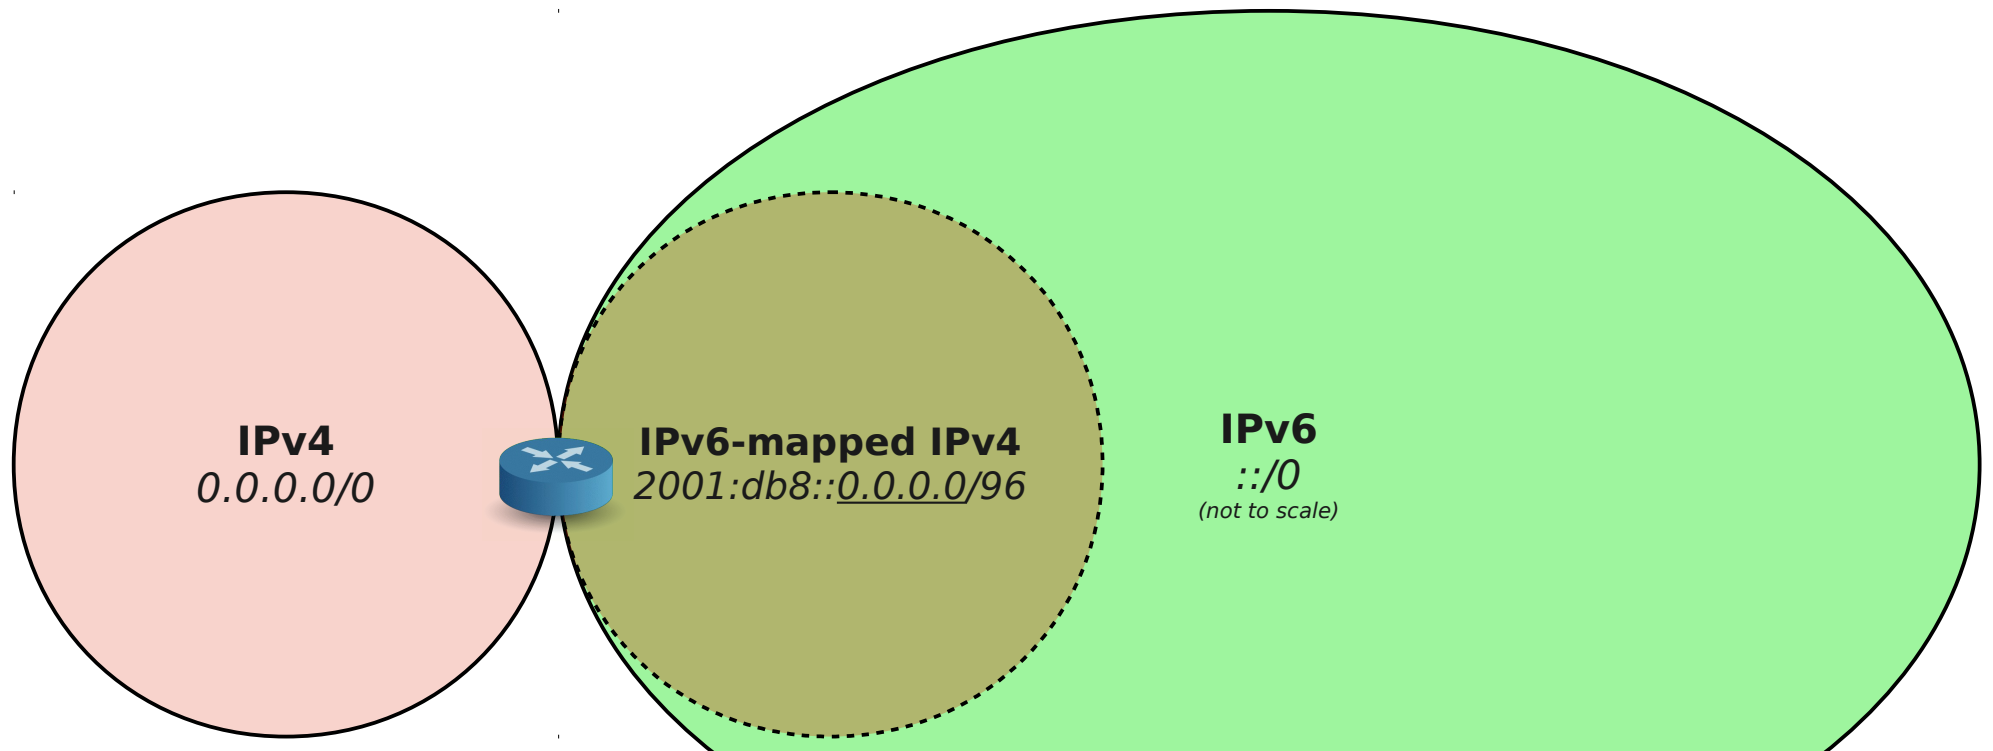 IPv4
0.0.0.0/0
IPv6-mapped IPv4
2001:db8::0.0.0.0/96
IPv6
::/0
(not to scale)